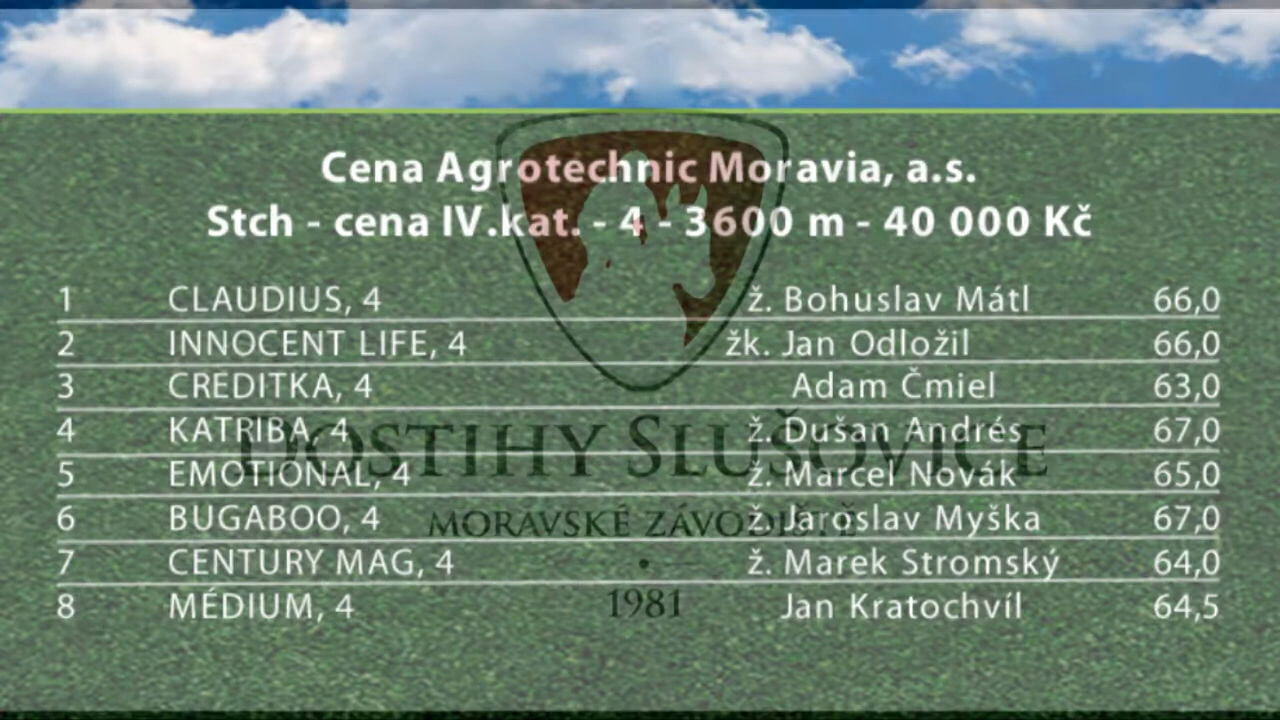 Cena Agrotechnic Moravia, a.s.
Stch - cena IV.kat. - 4 - 3600 m - 40 000 Kč
1 CLAUDIUS, 4 ž. Bohuslav Mátl 66,0
2 INNOCENT LIFE, 4 žk. Jan Odložil 66,0
3 CREDITKA, 4 Adam Čmiel 63,0
4 KATRIBA, 4 ž. Dušan Andrés 67,0
DOSTIHY SLUŠOVICE
5 EMOTIONAL, 4 ž. Marcel Novák 65,0
6 BUGABOO, 4 ž. Jaroslav Myška 67,0
MORAVSKÉ ZÁVODIŠTĚ
7 CENTURY MAG, 4 ž. Marek Stromský 64,0
8 MÉDIUM, 4 Jan Kratochvíl 64,5
1981